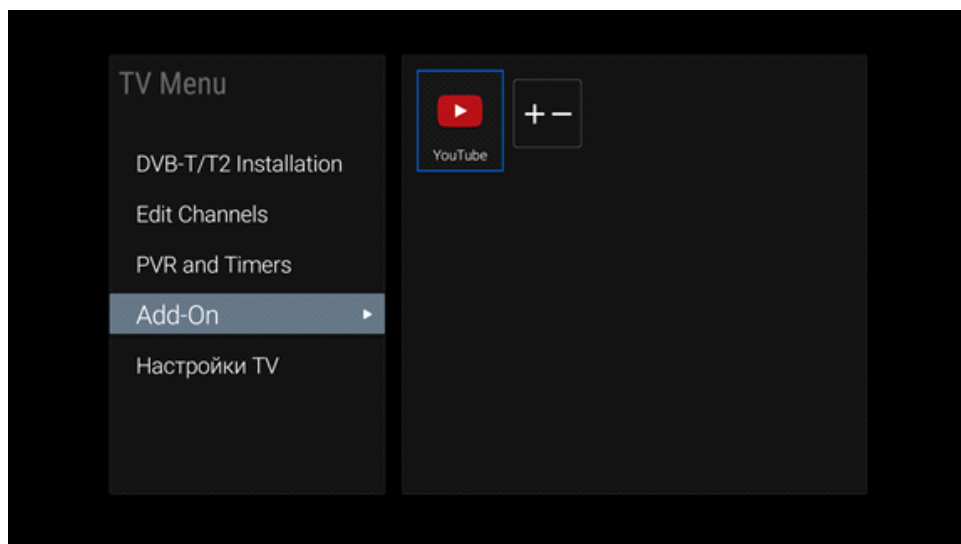 TV Menu
DVB-T/T2 Installation
Edit Channels
PVR and Timers
Add-On
Настройки TV
YouTube